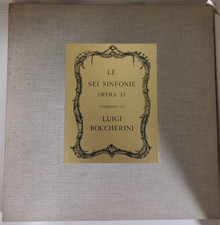 LE
SEI SINFONIE
OPERA 35
composte da
LUIGI
BOCCHERINI